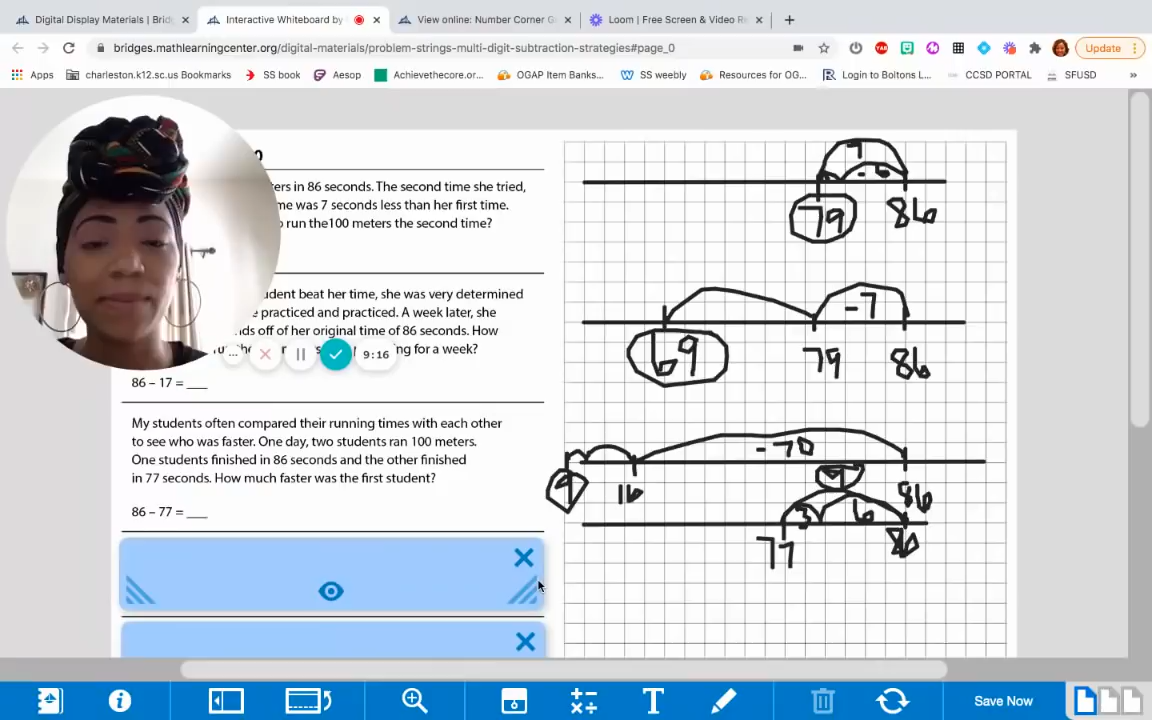 Digital Display Materials | Brid
Interactive Whiteboard by
View online: Number Corner G
Loom | Free Screen & Video Re
bridges.mathlearningcenter.org/digital-materials/problem-strings-multi-digit-subtraction-strategies#page_0
Update
Apps
charleston.k12.sc.us Bookmarks
SS book
Aesop
Achievethecore.or...
OGAP Item Banks...
SS weekly
Resources for OG...
Login to Boltons L...
CCSD PORTAL
SFUSD
»
0
ters in 86 seconds. The second time she tried,
me was 7 seconds less than her first time.
o run the100 meters the second time?
udent beat her time, she was very determined
e practiced and practiced. A week later, she
nds off of her original time of 86 seconds. How
9:16
ng for a week?
86 – 17 = ___
My students often compared their running times with each other
to see who was faster. One day, two students ran 100 meters.
One students finished in 86 seconds and the other finished
in 77 seconds. How much faster was the first student?
86 – 77 = ___
7
- 6
79 86
-7
69 79 86
-70
9 16 86
9
3 6
77 86
Save Now